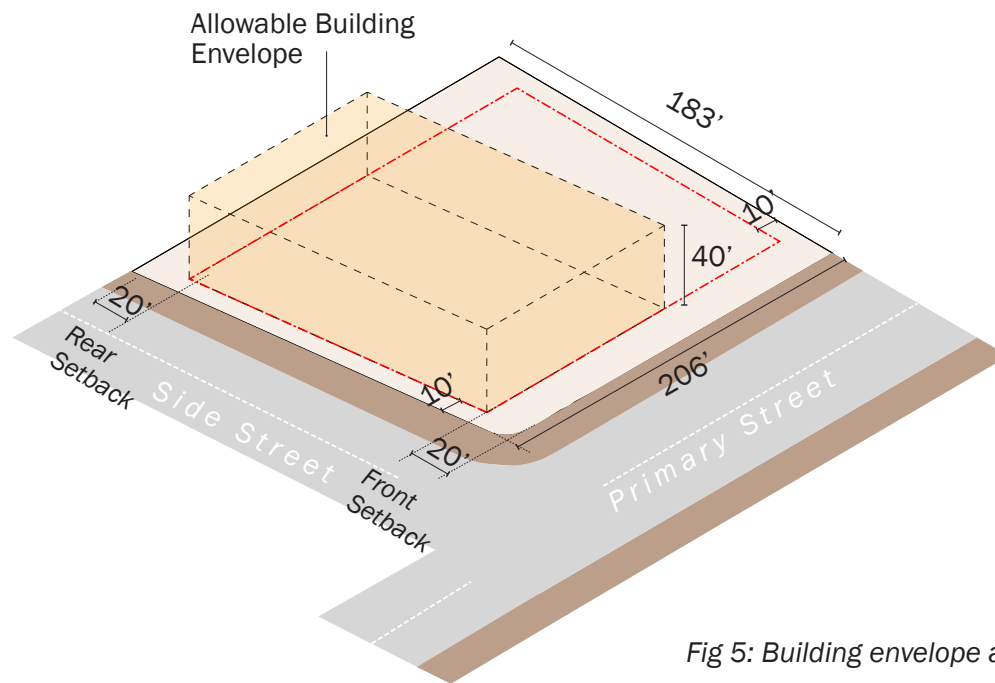 Allowable Building
Envelope
183’
10’
40’
20’
Rear
Setback
Side Street
10’
206’
20’
Front
Setback
Primary Street
Fig 5: Building envelope a